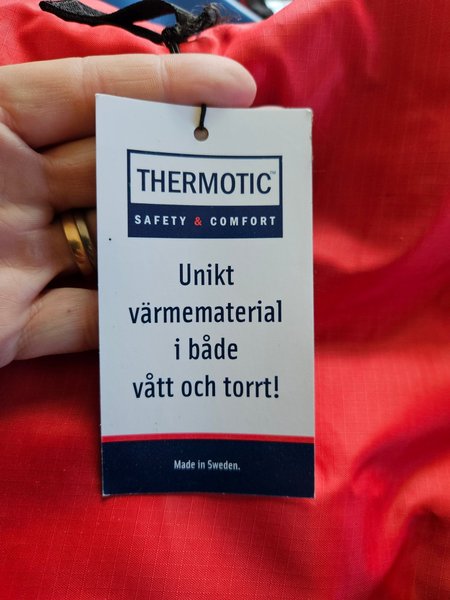 THERMOTIC™
SAFETY & COMFORT
Unikt
värmematerial
i både
vått och torrt!
Made in Sweden.